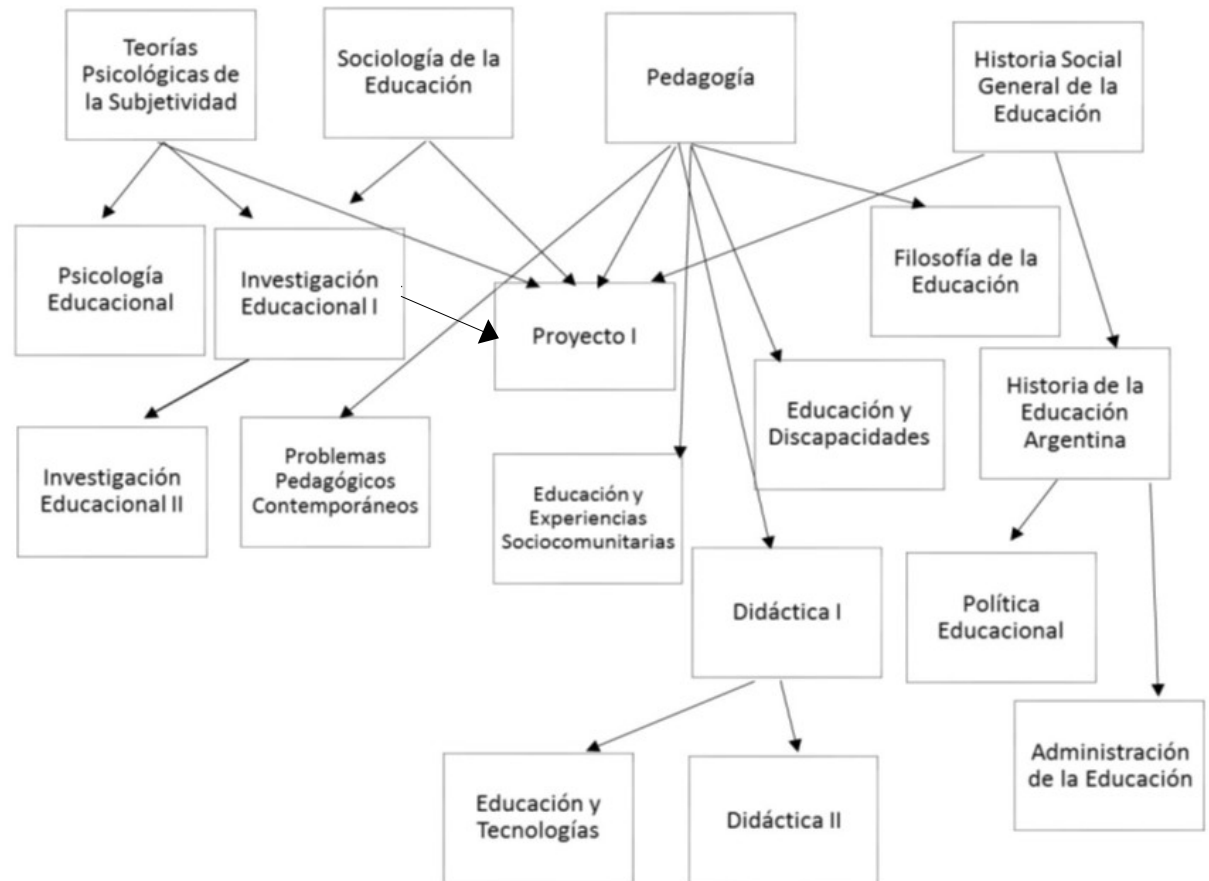 Teorías
Psicológicas de
la Subjetividad
Sociología de la
Educación
Pedagogía
Historia Social
General de la
Educación
Psicología
Educacional
Investigación
Educacional I
Proyecto I
Filosofía de la
Educación
Investigación
Educacional II
Problemas
Pedagógicos
Contemporáneos
Educación y
Experiencias
Sociocomunitarias
Educación y
Discapacidades
Historia de la
Educación
Argentina
Didáctica I
Política
Educacional
Educación y
Tecnologías
Didáctica II
Administración
de la Educación